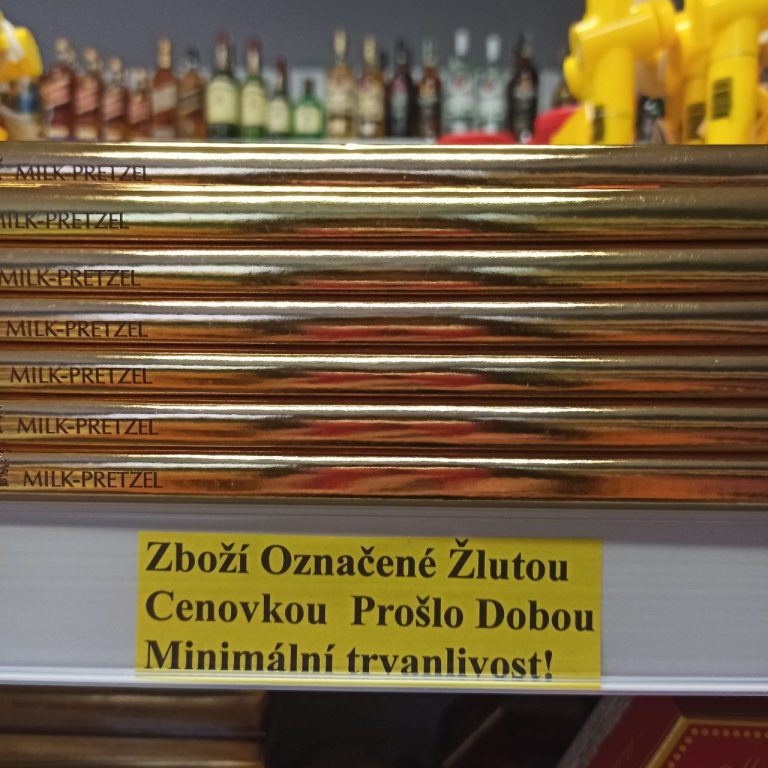 MILK-PRETZEL
MILK-PRETZEL
MILK-PRETZEL
MILK-PRETZEL
MILK-PRETZEL
MILK-PRETZEL
MILK-PRETZEL
Zboží Označené Žlutou
Cenovkou Prošlo Dobou
Minimální trvanlivost!